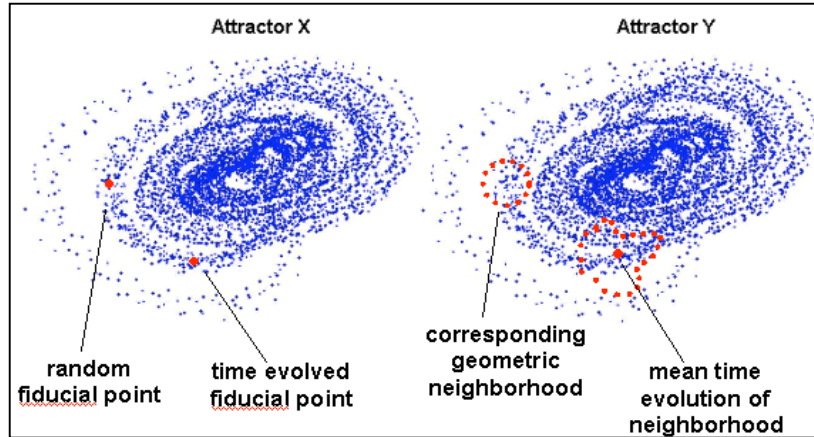 Attractor X
Attractor Y
random
fiducial point
time evolved
fiducial point
corresponding
geometric
neighborhood
mean time
evolution of
neighborhood